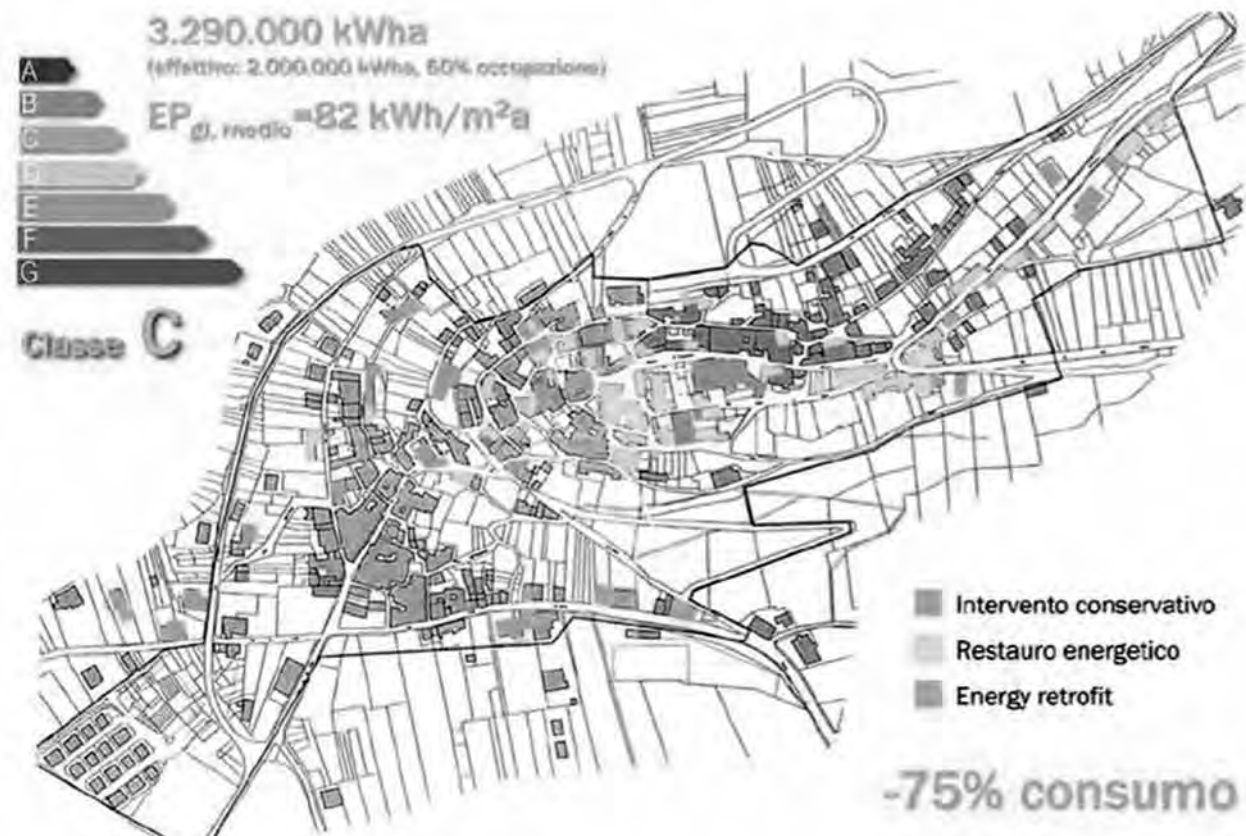 3.290.000 kWha
(effettivo: 2.000.000 kWha, 60% occupazione)
EPgl, medio=82 kWh/m²a
A
B
C
D
E
F
G
Classe C
Intervento conservativo
Restauro energetico
Energy retrofit
-75% consumo